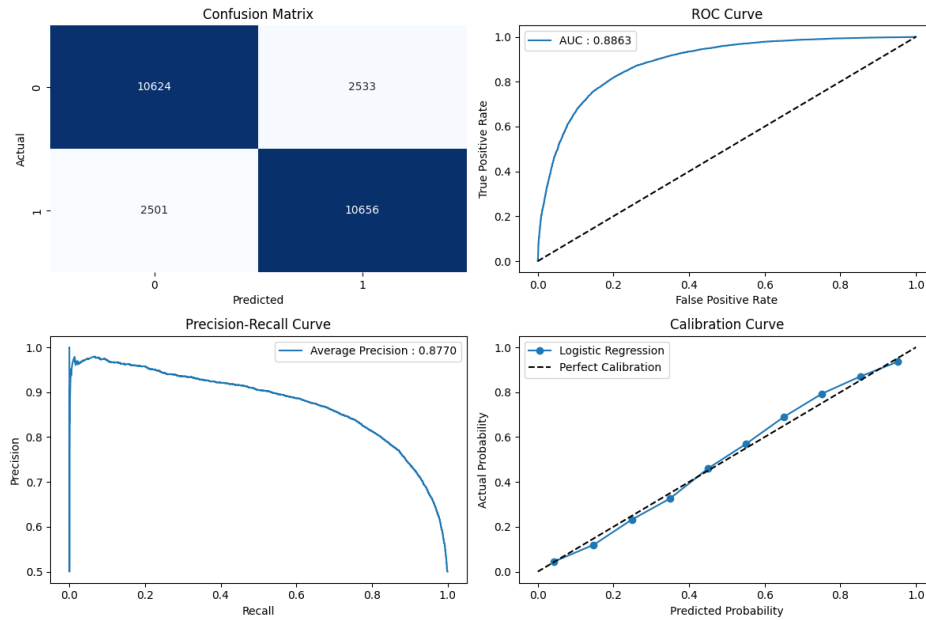 Confusion Matrix
0
10624
2533
Actual
1
2501
10656
0
1
Predicted
ROC Curve
AUC : 0.8863
1.0
0.8
0.6
0.4
0.2
0.0
True Positive Rate
0.0
0.2
0.4
0.6
0.8
1.0
False Positive Rate
Precision-Recall Curve
Average Precision : 0.8770
1.0
0.9
0.8
0.7
0.6
0.5
Precision
0.0
0.2
0.4
0.6
0.8
1.0
Recall
Calibration Curve
Logistic Regression
Perfect Calibration
1.0
0.8
0.6
0.4
0.2
0.0
Actual Probability
0.0
0.2
0.4
0.6
0.8
1.0
Predicted Probability